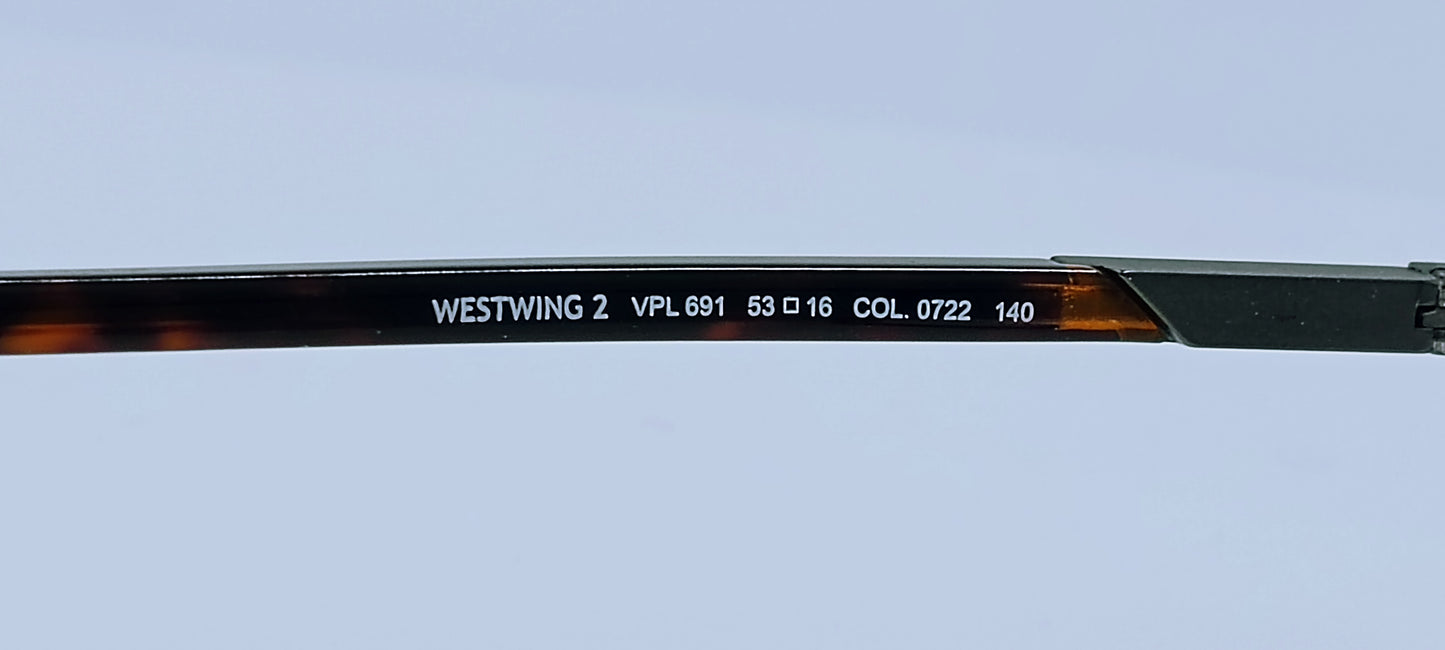 WESTWING 2 VPL 691 53 □ 16 COL. 0722 140